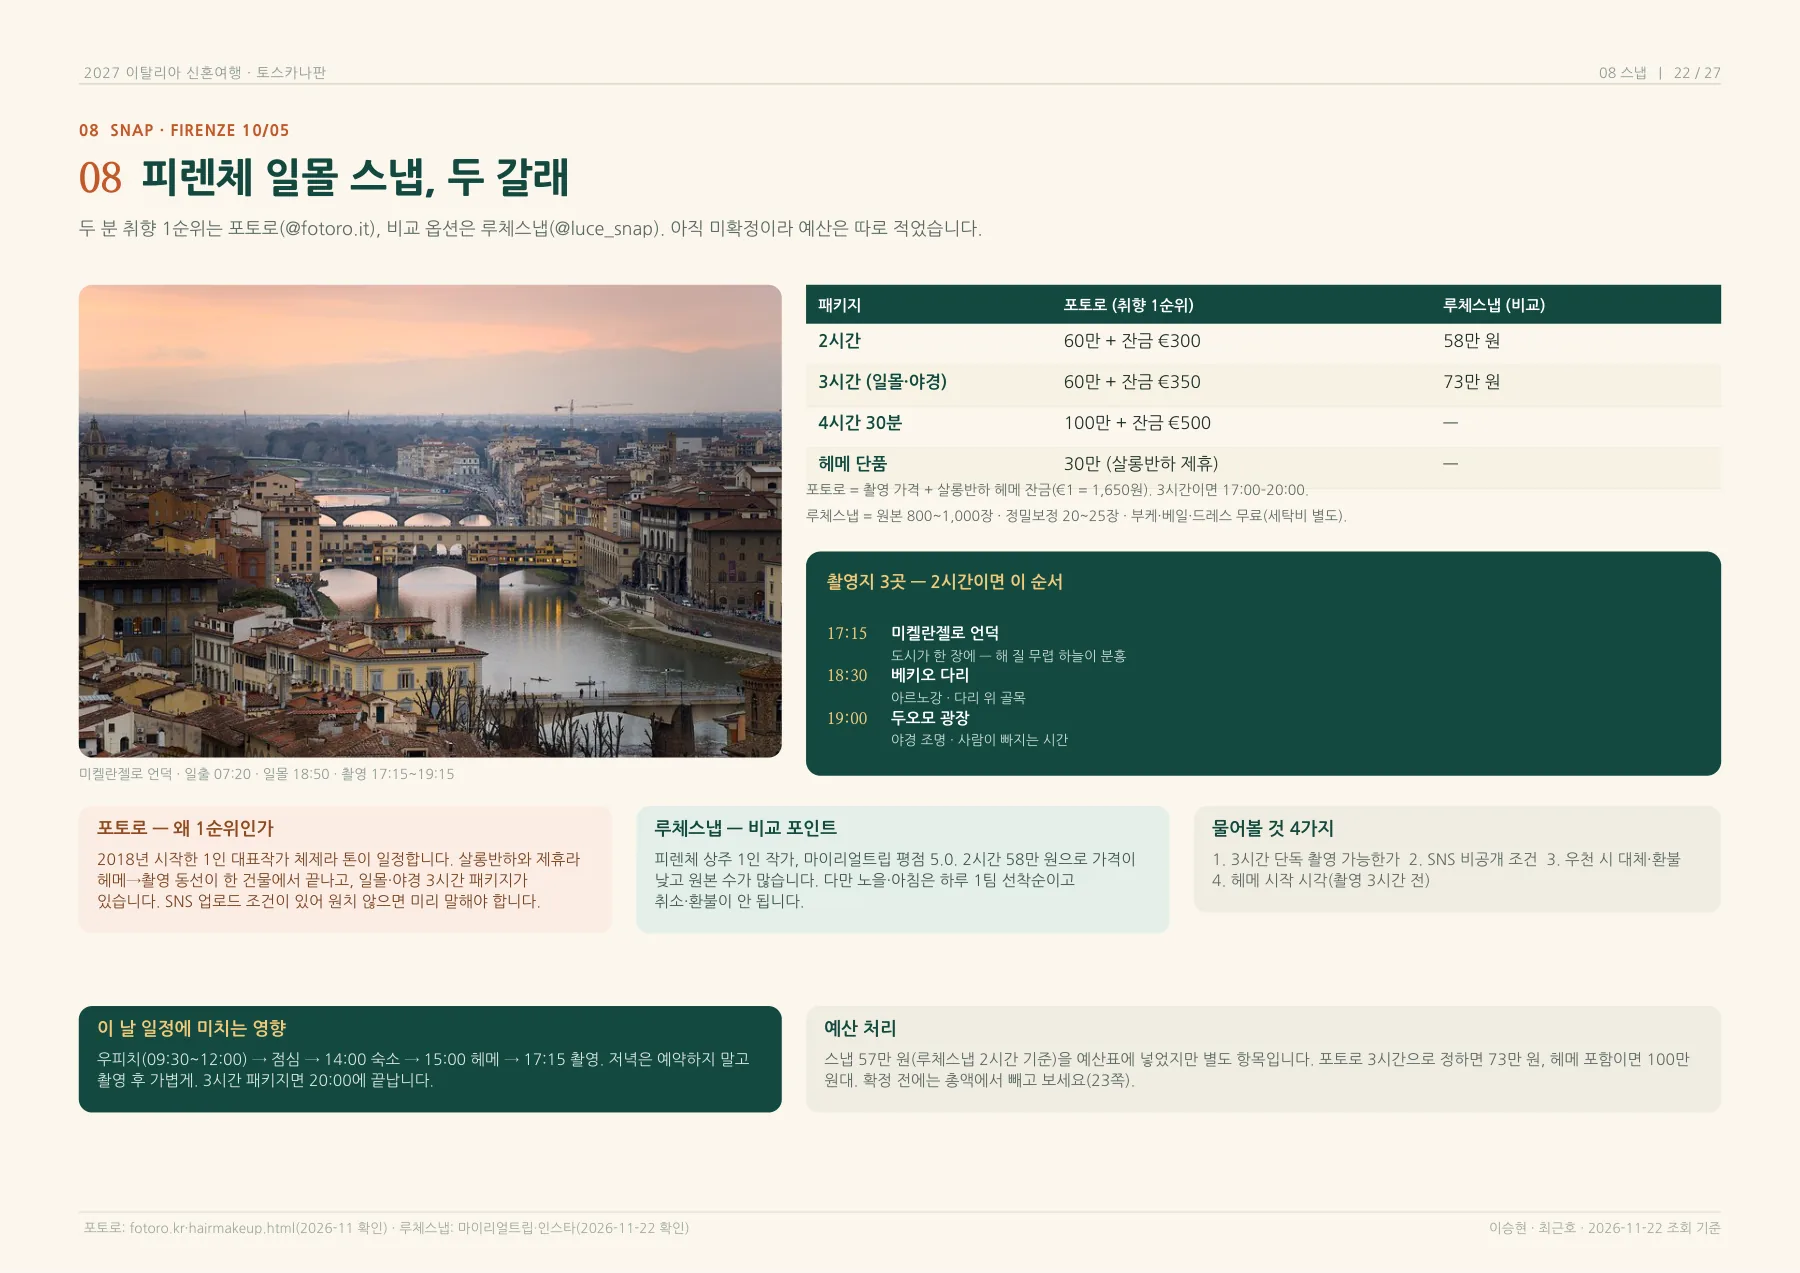 2027 이탈리아 신혼여행 · 토스카나판
08 스냅 | 22 / 27
08 SNAP · FIRENZE 10/05
08 피렌체 일몰 스냅, 두 갈래
두 분 취향 1순위는 포토로(@fotoro.it), 비교 옵션은 루체스냅(@luce_snap). 아직 미확정이라 예산은 따로 적었습니다.
패키지 포토로 (취향 1순위) 루체스냅 (비교)
2시간 60만 + 잔금 €300 58만 원
3시간 (일몰·야경) 60만 + 잔금 €350 73만 원
4시간 30분 100만 + 잔금 €500 —
헤메 단품 30만 (살롱반하 제휴) —
포토로 = 촬영 가격 + 살롱반하 헤메 잔금(€1 = 1,650원). 3시간이면 17:00-20:00.
루체스냅 = 원본 800~1,000장 · 정밀보정 20~25장 · 부케·베일·드레스 무료(세탁비 별도).
촬영지 3곳 — 2시간이면 이 순서
17:15 미켈란젤로 언덕
도시가 한 장에 — 해 질 무렵 하늘이 분홍
18:30 베키오 다리
아르노강 · 다리 위 골목
19:00 두오모 광장
야경 조명 · 사람이 빠지는 시간
미켈란젤로 언덕 · 일출 07:20 · 일몰 18:50 · 촬영 17:15~19:15
포토로 — 왜 1순위인가
2018년 시작한 1인 대표작가 체제라 톤이 일정합니다. 살롱반하와 제휴라
헤메→촬영 동선이 한 건물에서 끝나고, 일몰·야경 3시간 패키지가
있습니다. SNS 업로드 조건이 있어 원치 않으면 미리 말해야 합니다.
루체스냅 — 비교 포인트
피렌체 상주 1인 작가, 마이리얼트립 평점 5.0. 2시간 58만 원으로 가격이
낮고 원본 수가 많습니다. 다만 노을·아침은 하루 1팀 선착순이고
취소·환불이 안 됩니다.
물어볼 것 4가지
1. 3시간 단독 촬영 가능한가 2. SNS 비공개 조건 3. 우천 시 대체·환불
4. 헤메 시작 시각(촬영 3시간 전)
이 날 일정에 미치는 영향
우피치(09:30~12:00) → 점심 → 14:00 숙소 → 15:00 헤메 → 17:15 촬영. 저녁은 예약하지 말고
촬영 후 가볍게. 3시간 패키지면 20:00에 끝납니다.
예산 처리
스냅 57만 원(루체스냅 2시간 기준)을 예산표에 넣었지만 별도 항목입니다. 포토로 3시간으로 정하면 73만 원, 헤메 포함이면 100만
원대. 확정 전에는 총액에서 빼고 보세요(23쪽).
포토로: fotoro.kr·hairmakeup.html(2026-11 확인) · 루체스냅: 마이리얼트립·인스타(2026-11-22 확인)
이승현 · 최근호 · 2026-11-22 조회 기준